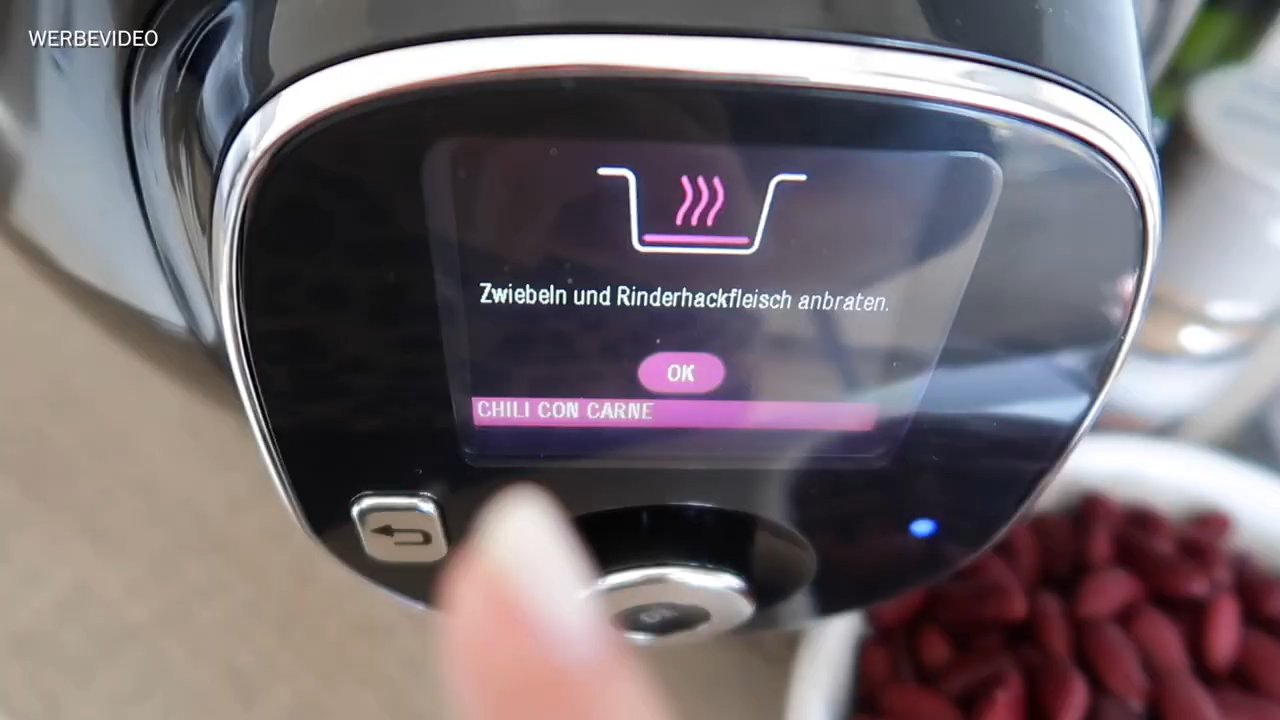 WERBEVIDEO
Zwiebeln und Rinderhackfleisch anbraten.
OK
CHILI CON CARNE